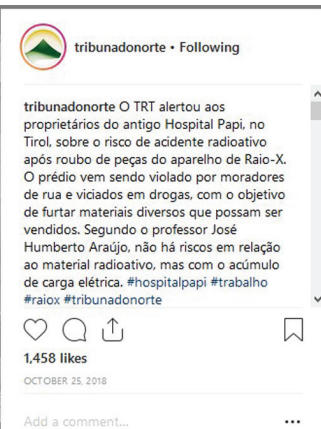 tribunadonorte • Following
tribunadonorte O TRT alertou aos
proprietários do antigo Hospital Papi, no
Tirol, sobre o risco de acidente radioativo
após roubo de peças do aparelho de Raio-X.
O prédio vem sendo violado por moradores
de rua e viciados em drogas, com o objetivo
de furtar materiais diversos que possam ser
vendidos. Segundo o professor José
Humberto Araújo, não há riscos em relação
ao material radioativo, mas com o acúmulo
de carga elétrica. #hospitalpapi #trabalho
#raiox #tribunadonorte
1,458 likes
OCTOBER 25, 2018
Add a comment...